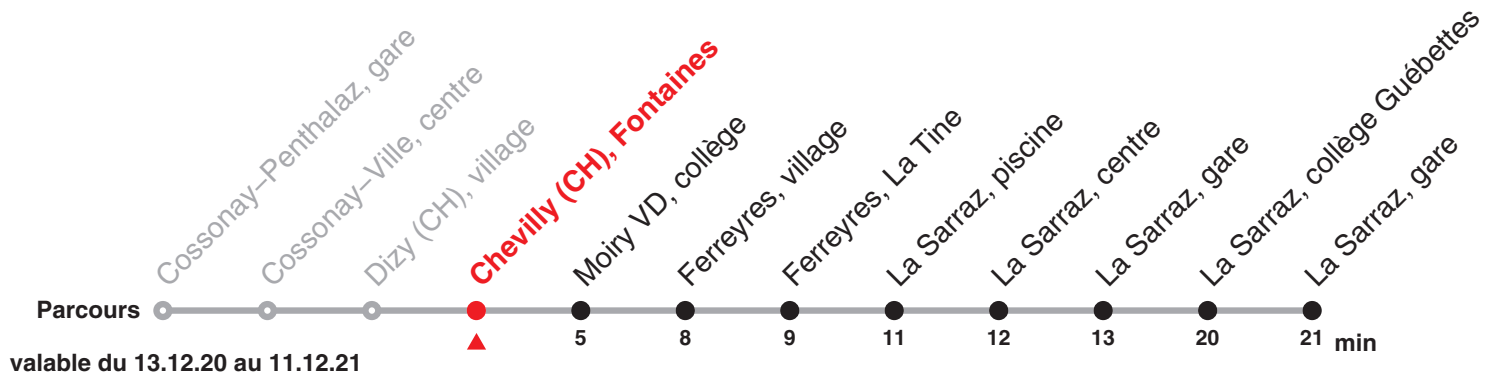 Cossonay–Penthalaz, gare
Cossonay–Ville, centre
Dizy (CH), village
Chevilly (CH), Fontaines
Moiry VD, collège
Ferreyres, village
Ferreyres, La Tine
La Sarraz, piscine
La Sarraz, centre
La Sarraz, gare
La Sarraz, collège Guébettes
La Sarraz, gare
Parcours
5 8 9 11 12 13 20 21 min
valable du 13.12.20 au 11.12.21